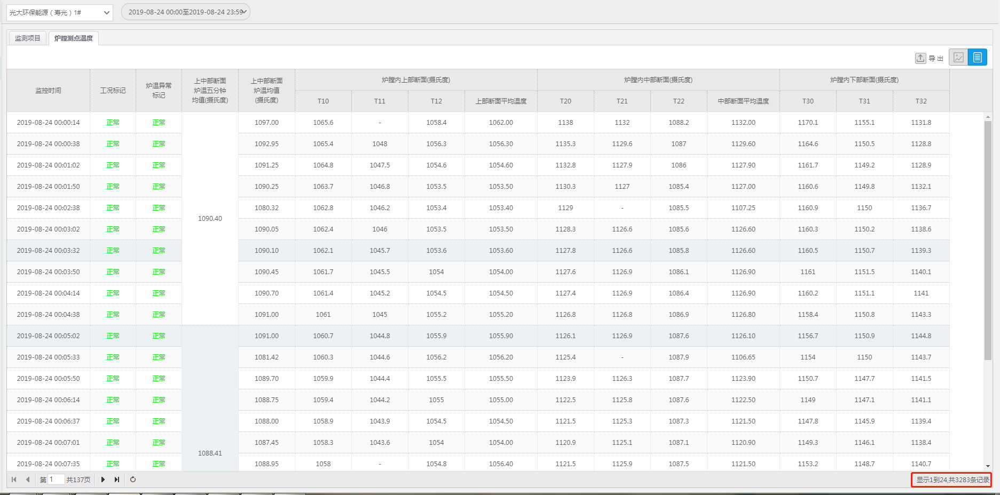 光大环保能源（寿光）1#
2019-08-24 00:00至2019-08-24 23:59
监测项目 炉膛测点温度
导 出
监控时间 工况标记 炉温异常标记 上中部断面炉温五分钟均值(摄氏度) 上中部断面炉温均值(摄氏度) 炉膛内上部断面(摄氏度) 炉膛内中部断面(摄氏度) 炉膛内下部断面(摄氏度)
T10 T11 T12 上部断面平均温度 T20 T21 T22 中部断面平均温度 T30 T31 T32
2019-08-24 00:00:14 正常 正常 1097.00 1065.6 - 1058.4 1062.00 1138 1132 1088.2 1132.00 1170.1 1155.1 1131.8
2019-08-24 00:00:38 正常 正常 1092.95 1065.4 1048 1056.3 1056.30 1135.3 1129.6 1087 1129.60 1164.6 1150.5 1128.8
2019-08-24 00:01:02 正常 正常 1091.25 1064.8 1047.5 1054.6 1054.60 1132.8 1127.9 1086 1127.90 1161.7 1149.2 1128.9
2019-08-24 00:01:50 正常 正常 1090.25 1063.7 1046.8 1053.5 1053.50 1130.3 1127 1085.4 1127.00 1160.6 1149.8 1132.1
2019-08-24 00:02:38 正常 正常 1080.32 1062.8 1046.2 1053.4 1053.40 1129 - 1085.5 1107.25 1160.9 1150 1136.7
1090.40
2019-08-24 00:03:02 正常 正常 1090.05 1062.4 1046 1053.5 1053.50 1128.3 1126.6 1085.6 1126.60 1160.3 1150.2 1138.6
2019-08-24 00:03:32 正常 正常 1090.10 1062.1 1045.7 1053.6 1053.60 1127.8 1126.6 1085.8 1126.60 1160.5 1150.7 1139.3
2019-08-24 00:03:50 正常 正常 1090.45 1061.7 1045.5 1054 1054.00 1127.6 1126.9 1086.1 1126.90 1161 1151.5 1140.1
2019-08-24 00:04:14 正常 正常 1090.70 1061.4 1045.2 1054.5 1054.50 1127.4 1126.9 1086.4 1126.90 1160.2 1151.1 1141
2019-08-24 00:04:38 正常 正常 1091.00 1061 1045 1055.2 1055.20 1126.8 1126.8 1086.9 1126.80 1158.4 1150.8 1143.3
2019-08-24 00:05:02 正常 正常 1091.00 1060.7 1044.8 1055.9 1055.90 1126.1 1126.9 1087.6 1126.10 1156.7 1150.9 1144.8
2019-08-24 00:05:33 正常 正常 1081.42 1060.3 1044.6 1056.2 1056.20 1125.4 - 1087.9 1106.65 1154 1150 1143.7
2019-08-24 00:05:50 正常 正常 1089.70 1059.9 1044.4 1055.5 1055.50 1123.9 1126.3 1087.7 1123.90 1150.7 1147.7 1141.5
2019-08-24 00:06:14 正常 正常 1088.75 1059.4 1044.2 1055 1055.00 1122.5 1125.8 1087.6 1122.50 1149 1147.1 1141.1
2019-08-24 00:06:37 正常 正常 1088.00 1058.9 1043.9 1054.5 1054.50 1121.5 1125.3 1087.3 1121.50 1147.8 1145.9 1139.4
2019-08-24 00:07:01 正常 正常 1087.45 1058.3 1043.6 1054 1054.00 1120.9 1125.1 1087.1 1120.90 1149.3 1146.1 1138.4
1088.41
2019-08-24 00:07:35 正常 正常 1088.95 1058 - 1054.8 1056.40 1121.5 1125.9 1087.5 1121.50 1153.2 1148.7 1140.7
第 1 共137页 显示1到24,共3283条记录